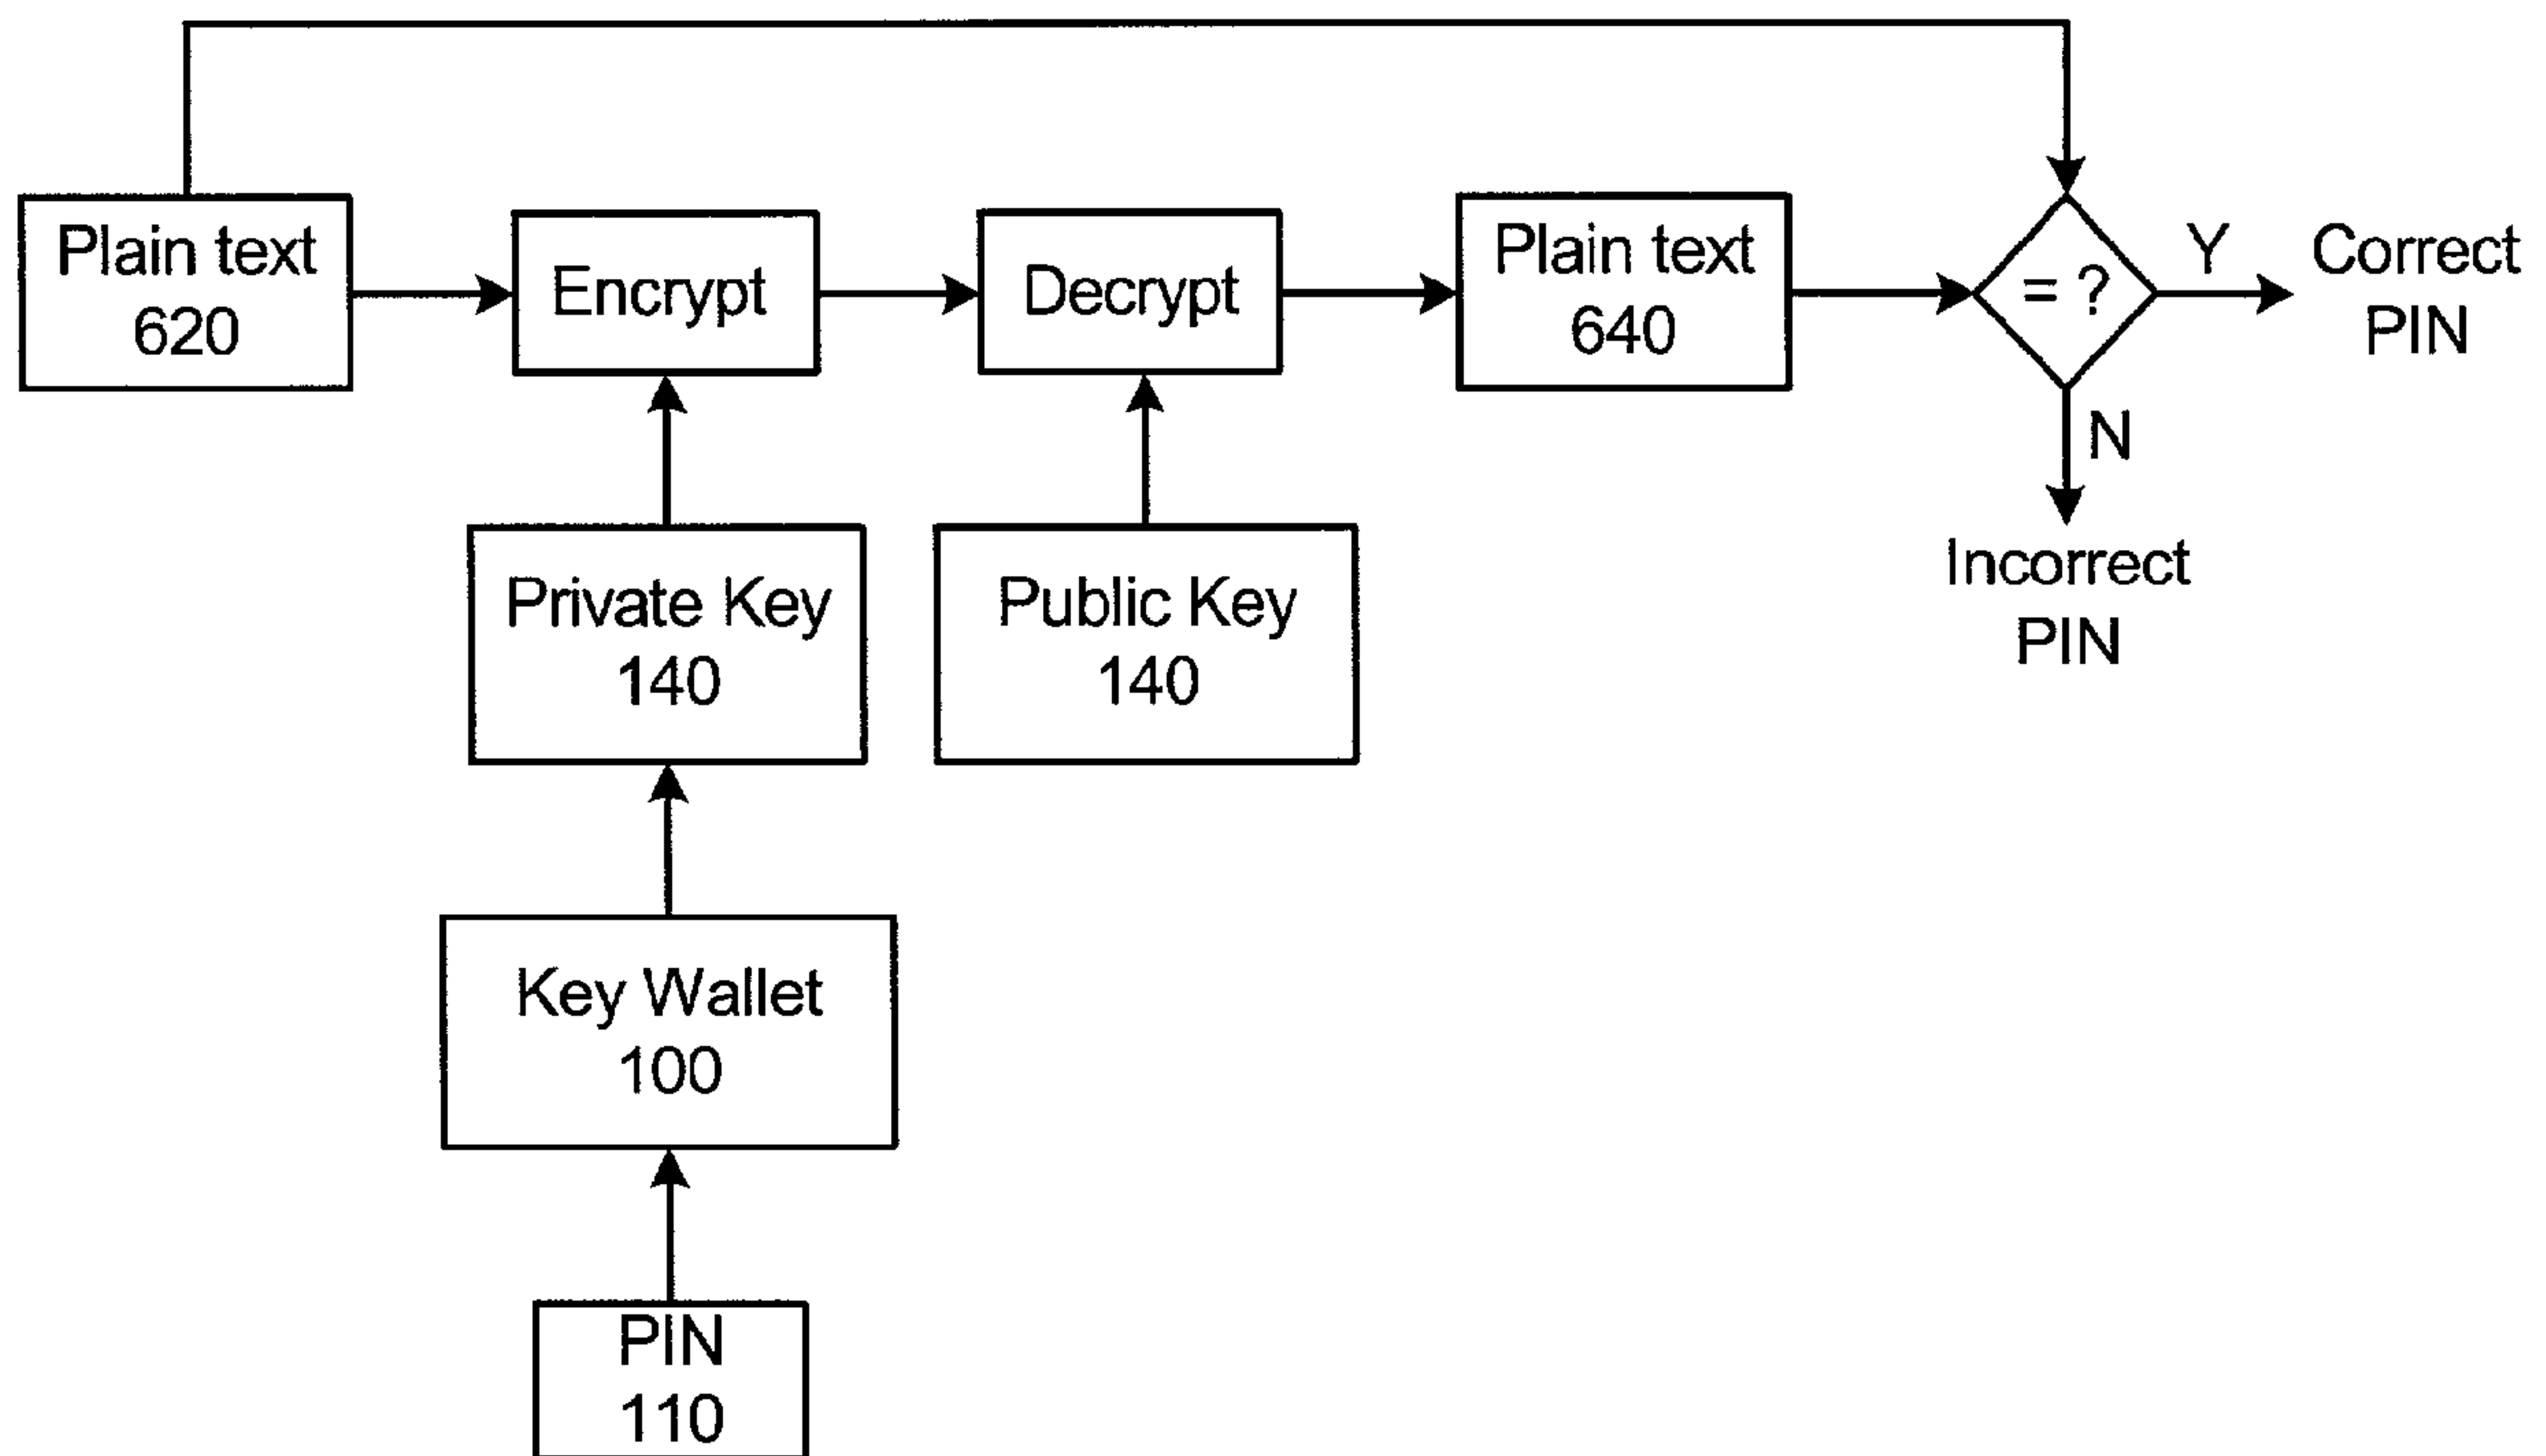 Plain text
620
Encrypt
Decrypt
Plain text
640
= ?
Y
Correct
PIN
N
Incorrect
PIN
Private Key
140
Public Key
140
Key Wallet
100
PIN
110